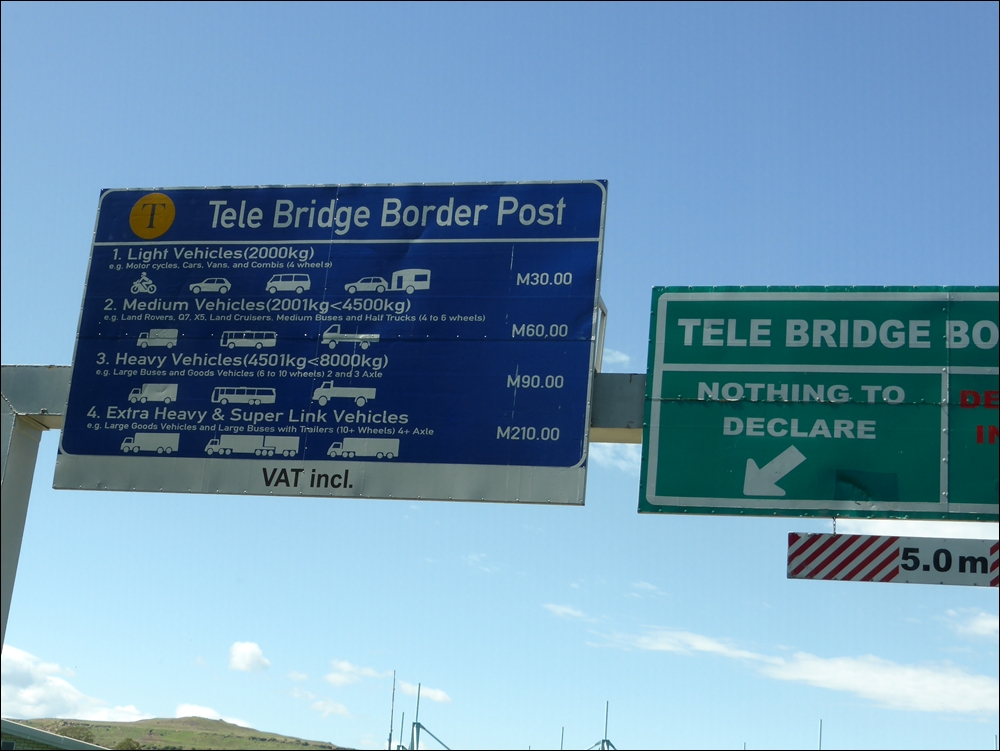 T Tele Bridge Border Post
1. Light Vehicles(2000kg)
e.g. Motor cycles, Cars, Vans, and Combis (4 wheels)
M30.00
2. Medium Vehicles(2001kg<4500kg)
e.g. Land Rovers, Q7, X5, Land Cruisers, Medium Buses and Half Trucks (4 to 6 wheels)
M60,00
3. Heavy Vehicles(4501kg<8000kg)
e.g. Large Buses and Goods Vehicles (6 to 10 wheels) 2 and 3 Axle
M90.00
4. Extra Heavy & Super Link Vehicles
e.g. Large Goods Vehicles and Large Buses with Trailers (10+ Wheels) 4+ Axle
M210.00
VAT incl.
TELE BRIDGE BO
NOTHING TO
DECLARE
DE
IN
5.0 m